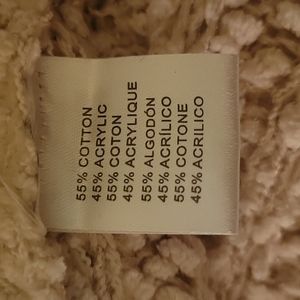 55% COTTON
45% ACRYLIC
55% COTON
45% ACRYLIQUE
55% ALGODÓN
45% ACRÍLICO
55% COTONE
45% ACRILICO